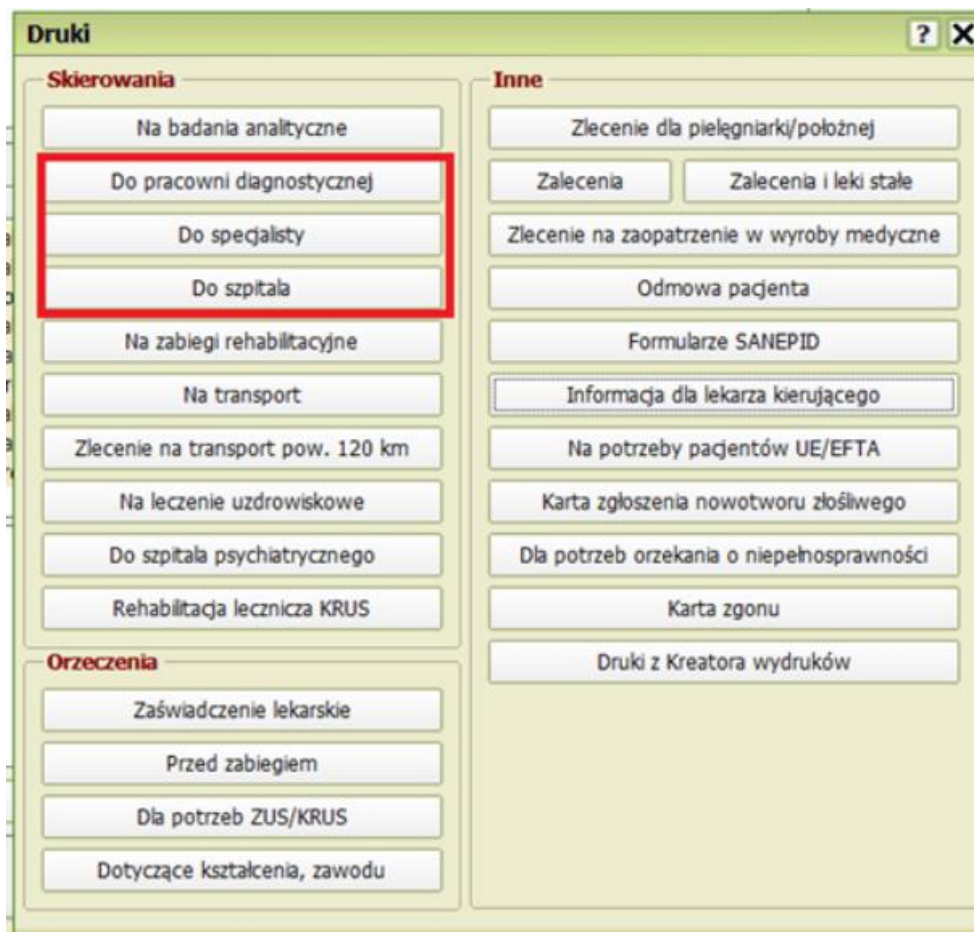 Druki
?
Skierowania
Na badania analityczne
Do pracowni diagnostycznej
Do specjalisty
Do szpitala
Na zabiegi rehabilitacyjne
Na transport
Zlecenie na transport pow. 120 km
Na leczenie uzdrowiskowe
Do szpitala psychiatrycznego
Rehabilitacja lecznicza KRUS
Orzeczenia
Zaświadczenie lekarskie
Przed zabiegiem
Dla potrzeb ZUS/KRUS
Dotyczące kształcenia, zawodu
Inne
Zlecenie dla pielęgniarki/położnej
Zalecenia
Zalecenia i leki stałe
Zlecenie na zaopatrzenie w wyroby medyczne
Odmowa pacjenta
Formularze SANEPID
Informacja dla lekarza kierującego
Na potrzeby pacjentów UE/EFTA
Karta zgłoszenia nowotworu złośliwego
Dla potrzeb orzekania o niepełnosprawności
Karta zgonu
Druki z Kreatora wydruków